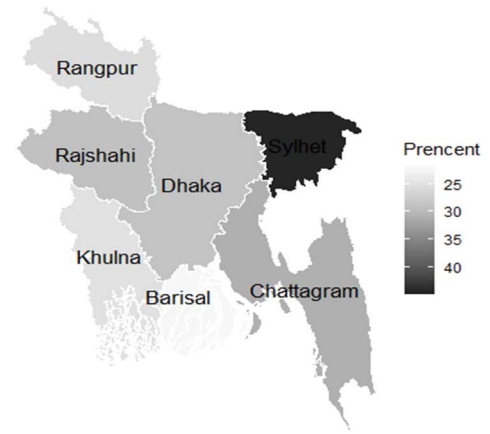 Rangpur
Rajshahi
Dhaka
Sylhet
Khulna
Barisal
Chattagram
Prencent
25
30
35
40